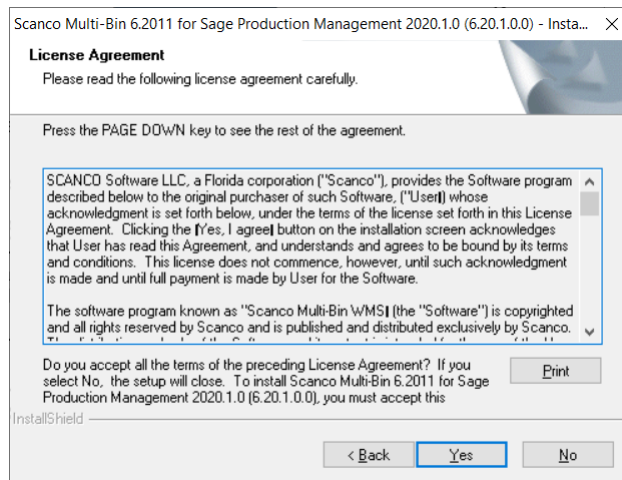 Scanco Multi-Bin 6.2011 for Sage Production Management 2020.1.0 (6.20.1.0.0) - Insta...
License Agreement
Please read the following license agreement carefully.
Press the PAGE DOWN key to see the rest of the agreement.
SCANCO Software LLC, a Florida corporation ("Scanco"), provides the Software program
described below to the original purchaser of such Software, ("User|) whose
acknowledgment is set forth below, under the terms of the license set forth in this License
Agreement.  Clicking the |Yes, I agree| button on the installation screen acknowledges
that User has read this Agreement, and understands and agrees to be bound by its terms
and conditions.  This license does not commence, however, until such acknowledgment
is made and until full payment is made by User for the Software.
The software program known as "Scanco Multi-Bin WMS| (the "Software") is copyrighted
and all rights reserved by Scanco and is published and distributed exclusively by Scanco.
Do you accept all the terms of the preceding License Agreement?  If you
select No,  the setup will close.  To install Scanco Multi-Bin 6.2011 for Sage
Production Management 2020.1.0 (6.20.1.0.0), you must accept this
Print
InstallShield
< Back
Yes
No